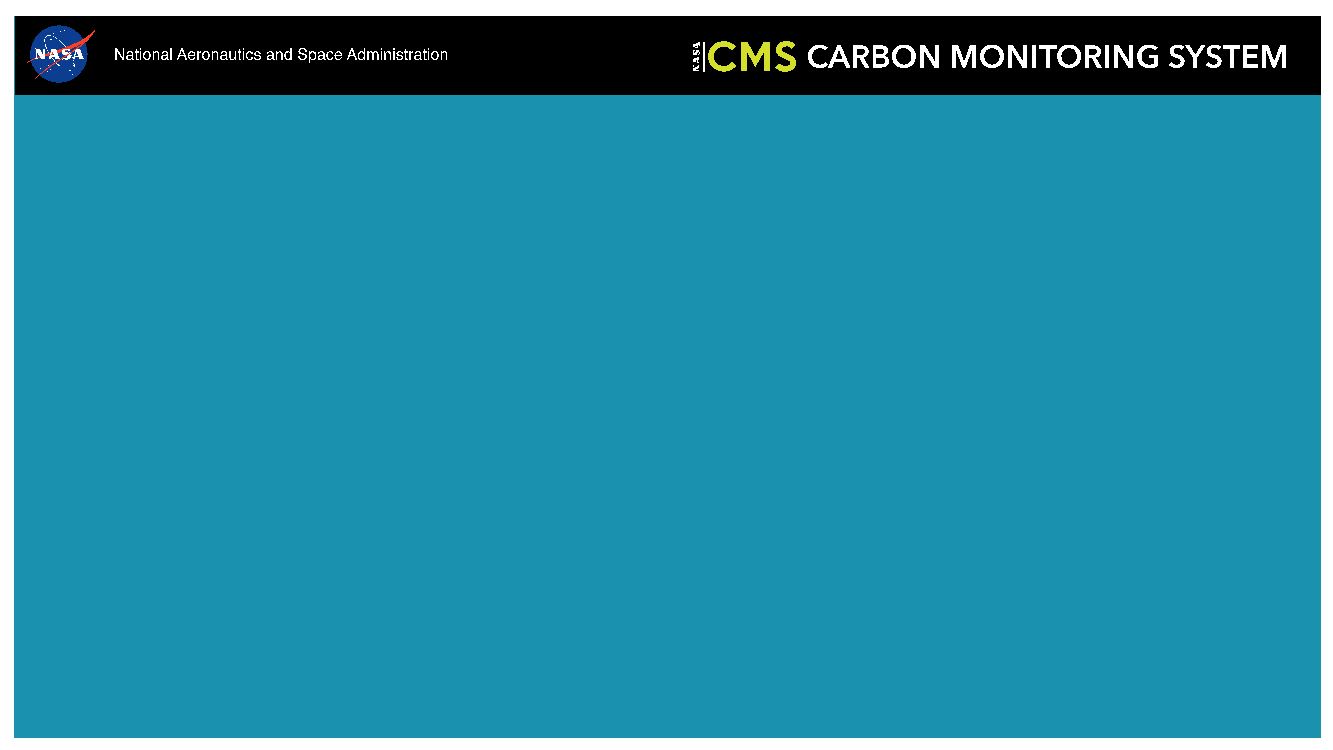 NASA National Aeronautics and Space Administration
NASA CMS CARBON MONITORING SYSTEM